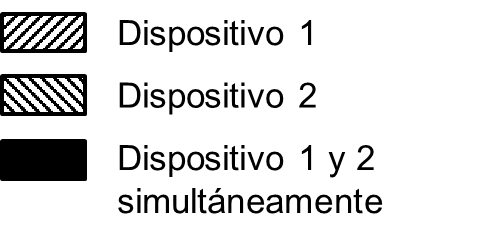 Dispositivo 1
Dispositivo 2
Dispositivo 1 y 2
simultáneamente